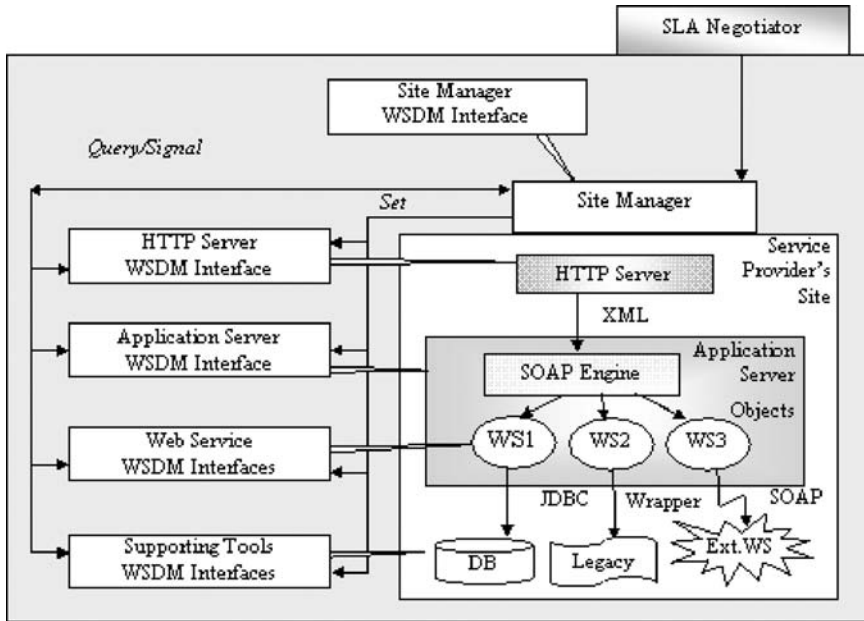 SLA Negotiator
Site Manager
WSDM Interface
Query/Signal
Set
Site Manager
HTTP Server
WSDM Interface
Service
Provider's
Site
HTTP Server
XML
Application Server
WSDM Interface
Application
Server
SOAP Engine
Objects
WS1
WS2
WS3
Web Service
WSDM Interfaces
JDBC
Wrapper
SOAP
Supporting Tools
WSDM Interfaces
DB
Legacy
Ext.WS